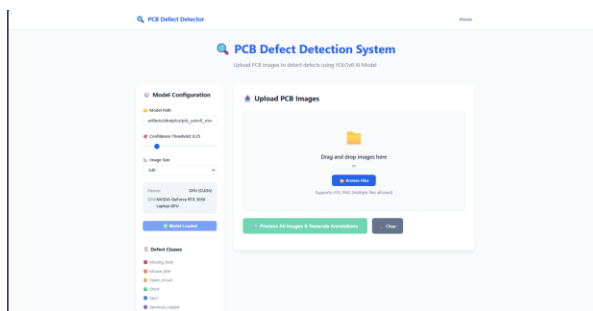 PCB Defect Detector
Home
PCB Defect Detection System
Upload PCB images to detect defects using YOLOv8 AI Model
Model Configuration
Model Path
Confidence Threshold: 0.25
Image Size
640
Device: GPU (CUDA)
GPU: NVIDIA GeForce RTX 3050
Laptop GPU
Model Loaded
Defect Classes
Missing_hole
Mouse_bite
Open_circuit
Short
Spur
Spurious_copper
Upload PCB Images
Drag and drop images here
or
Browse Files
Supports JPG, PNG (Multiple files allowed)
Process All Images & Generate Annotations
Clear